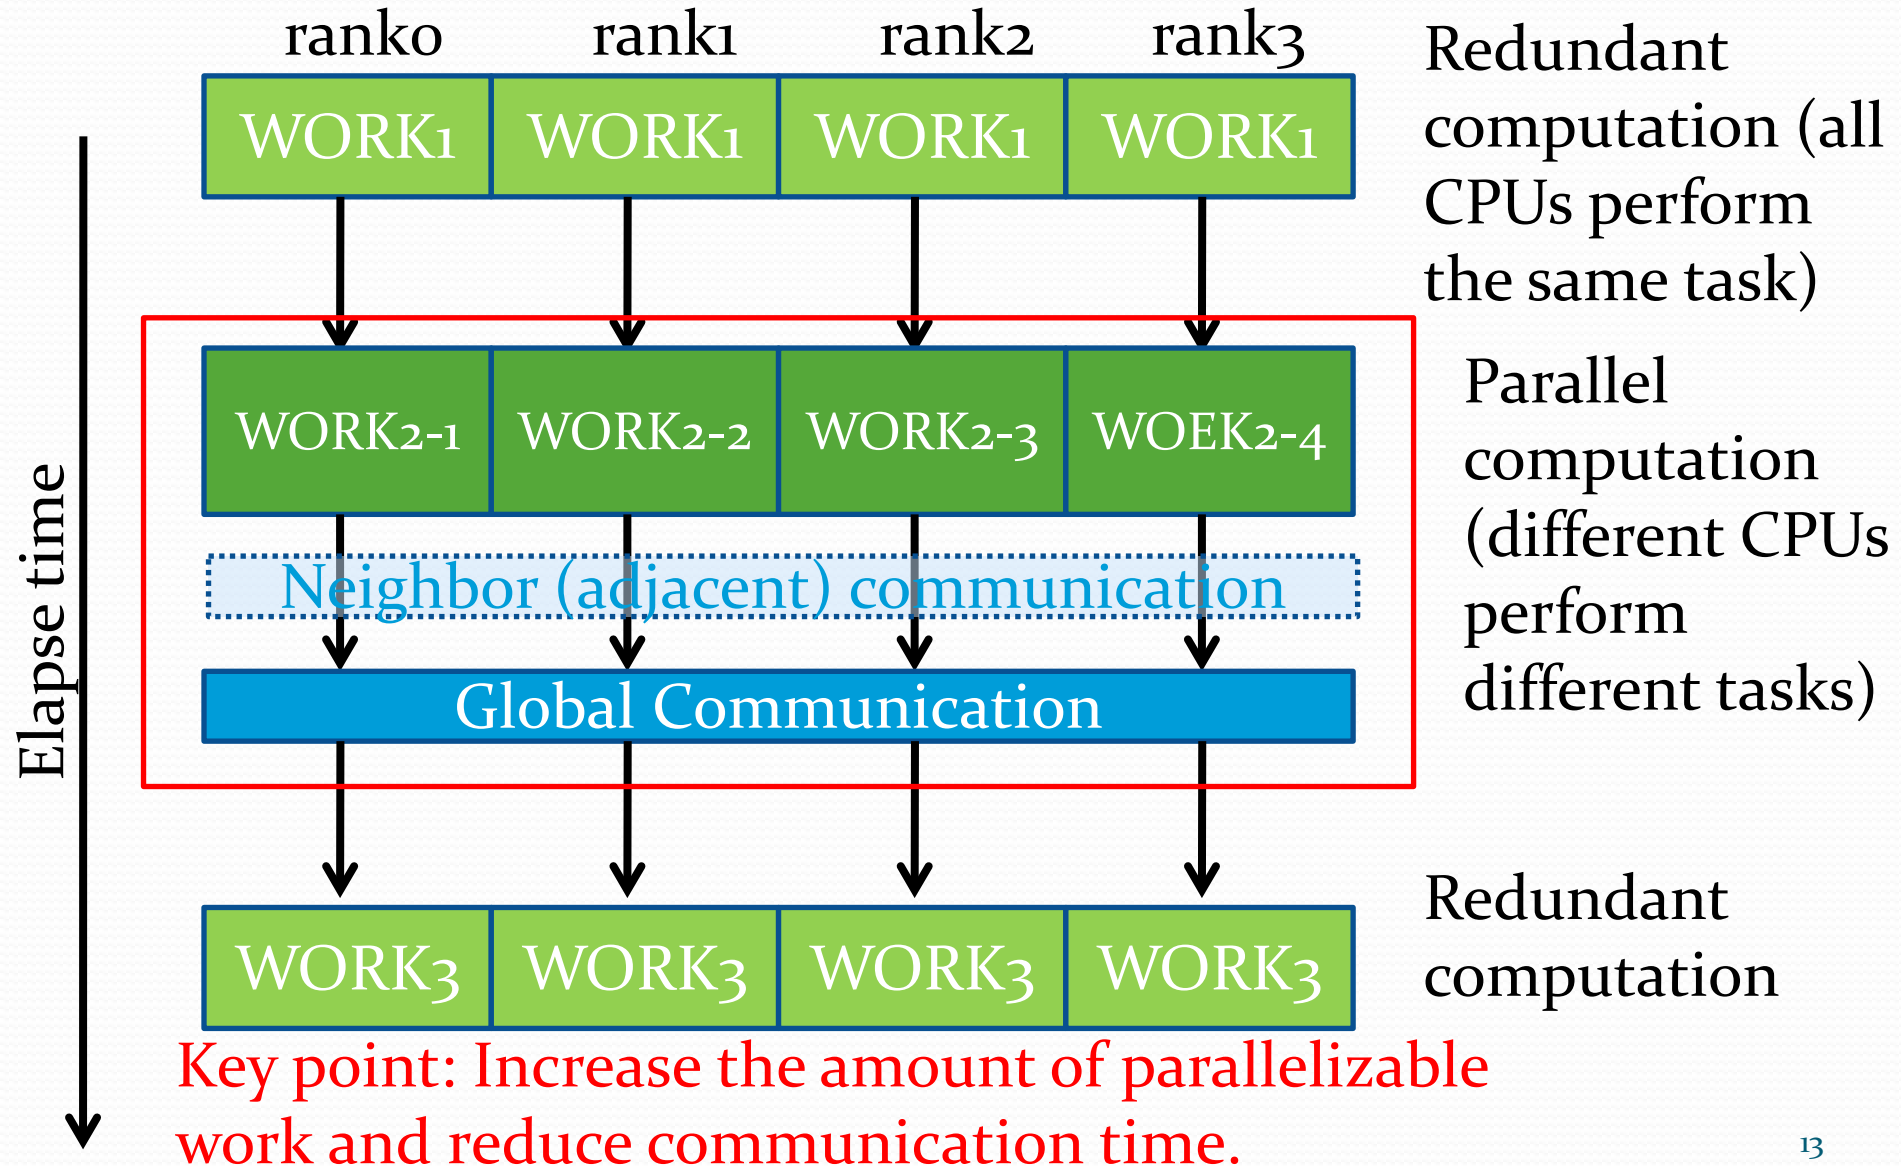 rank0 rank1 rank2 rank3
WORK1 WORK1 WORK1 WORK1
Redundant
computation (all
CPUs perform
the same task)
Elapse time
WORK2-1 WORK2-2 WORK2-3 WOEK2-4
Parallel
computation
(different CPUs
perform
different tasks)
Neighbor (adjacent) communication
Global Communication
WORK3 WORK3 WORK3 WORK3
Redundant
computation
Key point: Increase the amount of parallelizable
work and reduce communication time.
13